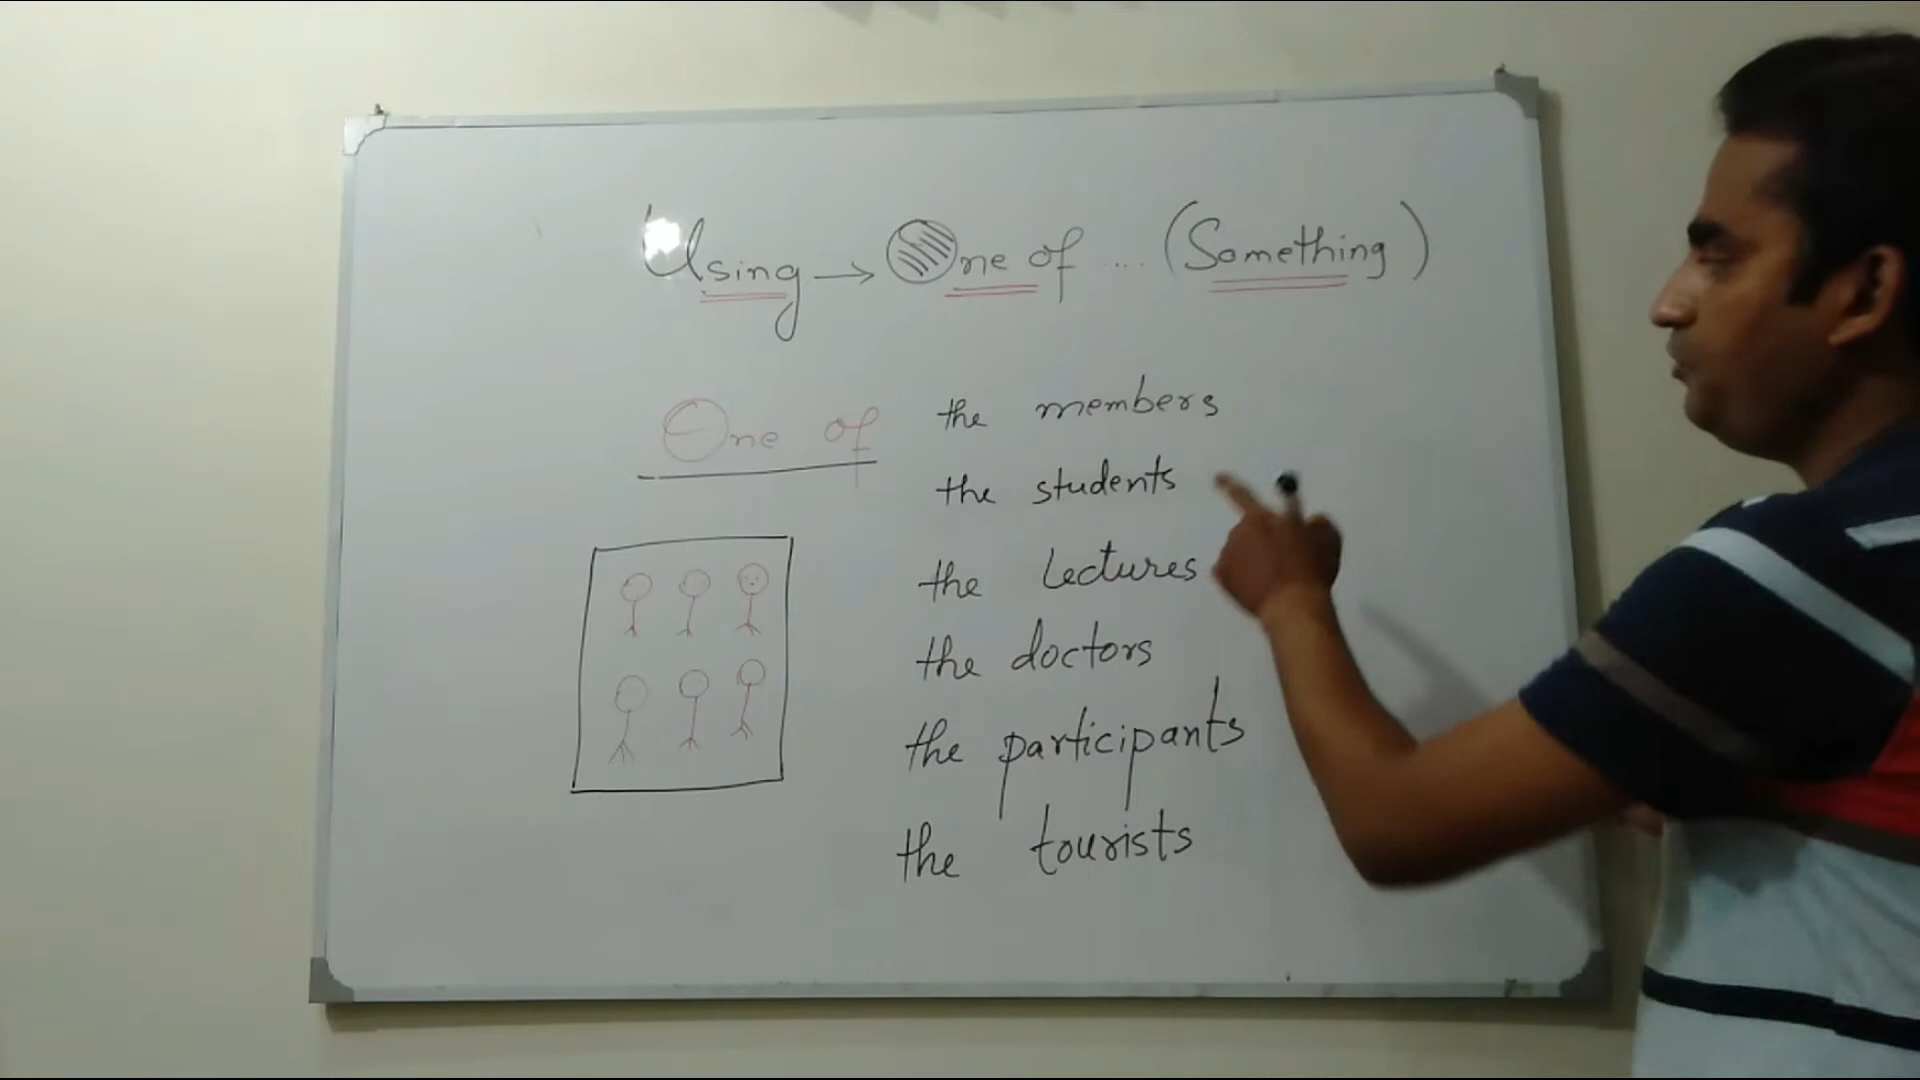 Using → One of .... (Something)
One of the members
the students
the Lectures
the doctors
the participants
the tourists